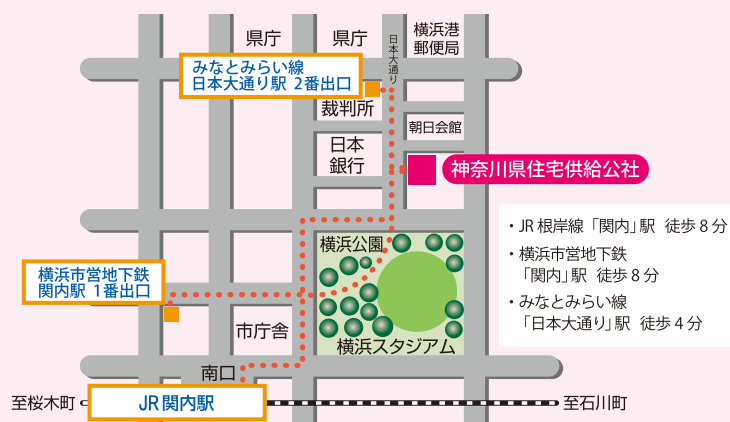 県庁
県庁
横浜港
郵便局
日本大通り
みなとみらい線
日本大通り駅 2番出口
裁判所
朝日会館
日本
銀行
神奈川県住宅供給公社
横浜公園
・JR 根岸線「関内」駅 徒歩 8 分
・横浜市営地下鉄
「関内」駅 徒歩 8 分
・みなとみらい線
「日本大通り」駅 徒歩 4 分
横浜市営地下鉄
関内駅 1番出口
市庁舎
横浜スタジアム
南口
至桜木町
JR 関内駅
至石川町